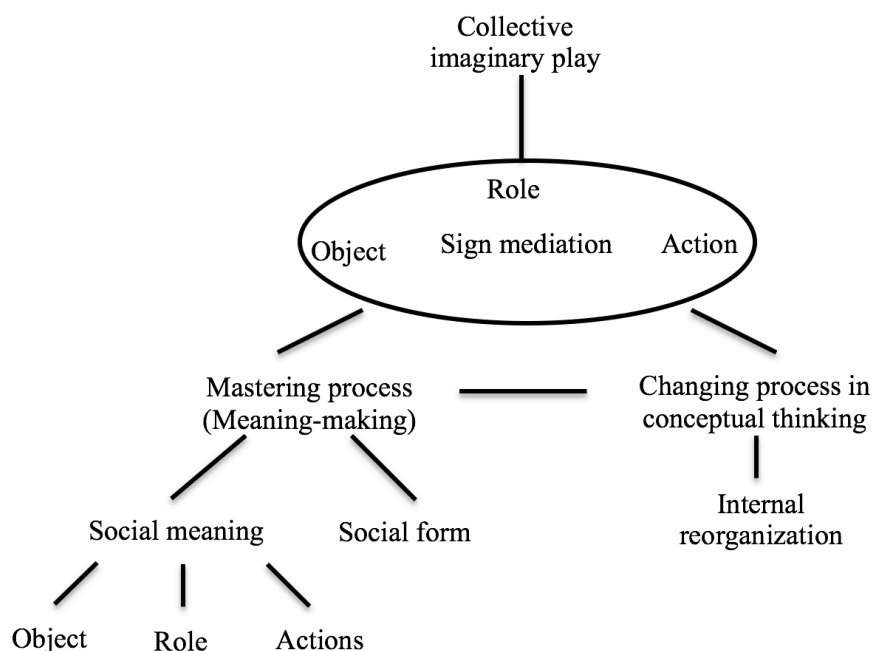 Collective
imaginary play
Role
Object Sign mediation Action
Mastering process
(Meaning-making)
Changing process in
conceptual thinking
Social meaning
Social form
Internal
reorganization
Object Role Actions